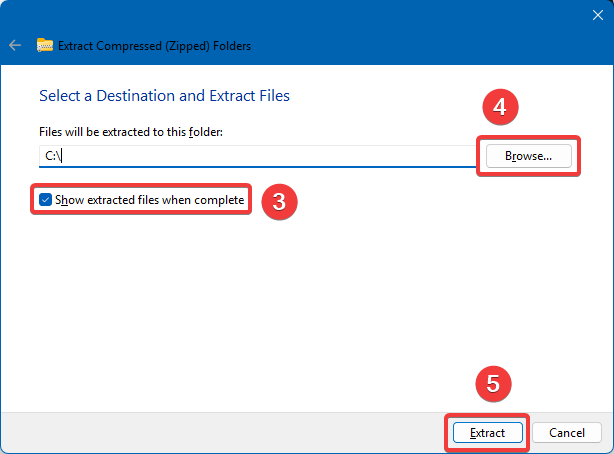 Extract Compressed (Zipped) Folders
Select a Destination and Extract Files
4
Files will be extracted to this folder:
C:\
Browse...
Show extracted files when complete
3
5
Extract
Cancel